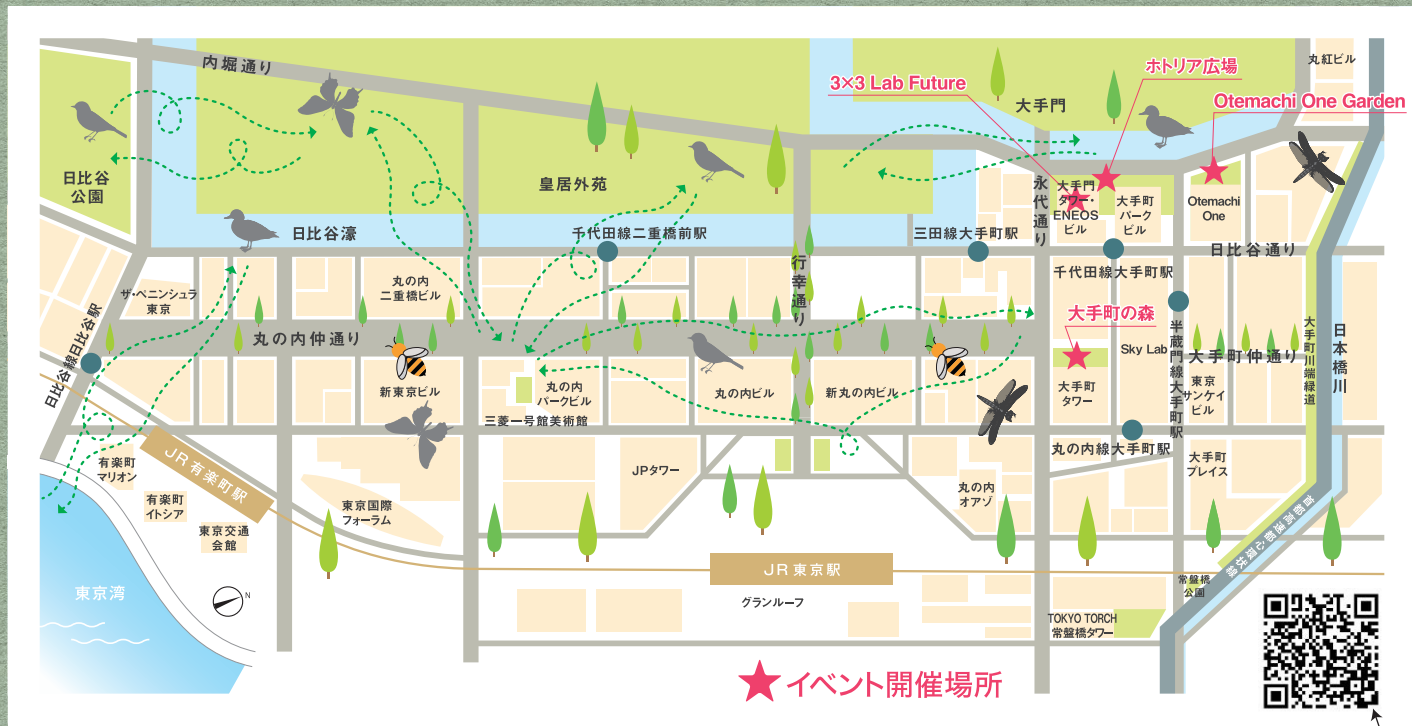 内堀通り
丸紅ビル
ホトリア広場
3×3 Lab Future
Otemachi One Garden
大手門
日比谷
公園
皇居外苑
永代通り
大手門
タワー・
ENEOS
ビル
大手町
パーク
ビル
Otemachi
One
日比谷濠
千代田線二重橋前駅
三田線大手町駅
日比谷通り
行幸通り
千代田線大手町駅
ザ・ペニンシュラ
東京
丸の内
二重橋ビル
大手町の森
丸の内仲通り
日比谷線日比谷駅
Sky Lab
半蔵門線大手町駅
大手町仲通り
大手町川端緑道
日本橋川
新東京ビル
丸の内
パークビル
三菱一号館美術館
丸の内ビル
新丸の内ビル
大手町
タワー
東京
サンケイ
ビル
丸の内線大手町駅
有楽町
マリオン
JR有楽町駅
有楽町
イトシア
東京交通
会館
東京国際
フォーラム
JPタワー
丸の内
オアゾ
大手町
プレイス
首都高速都心環状線
東京湾
N
JR東京駅
グランルーフ
常盤橋
公園
TOKYO TORCH
常盤橋タワー
イベント開催場所